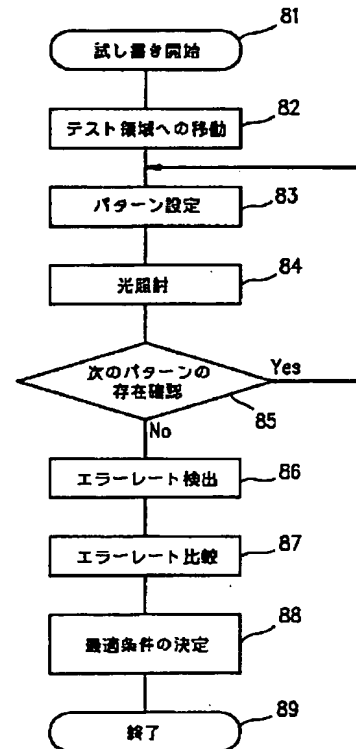 81
試し書き開始
82
テスト領域への移動
83
パターン設定
84
光照射
次のパターンの
存在確認
Yes
85
No
86
エラーレート検出
87
エラーレート比較
88
最適条件の決定
89
終了